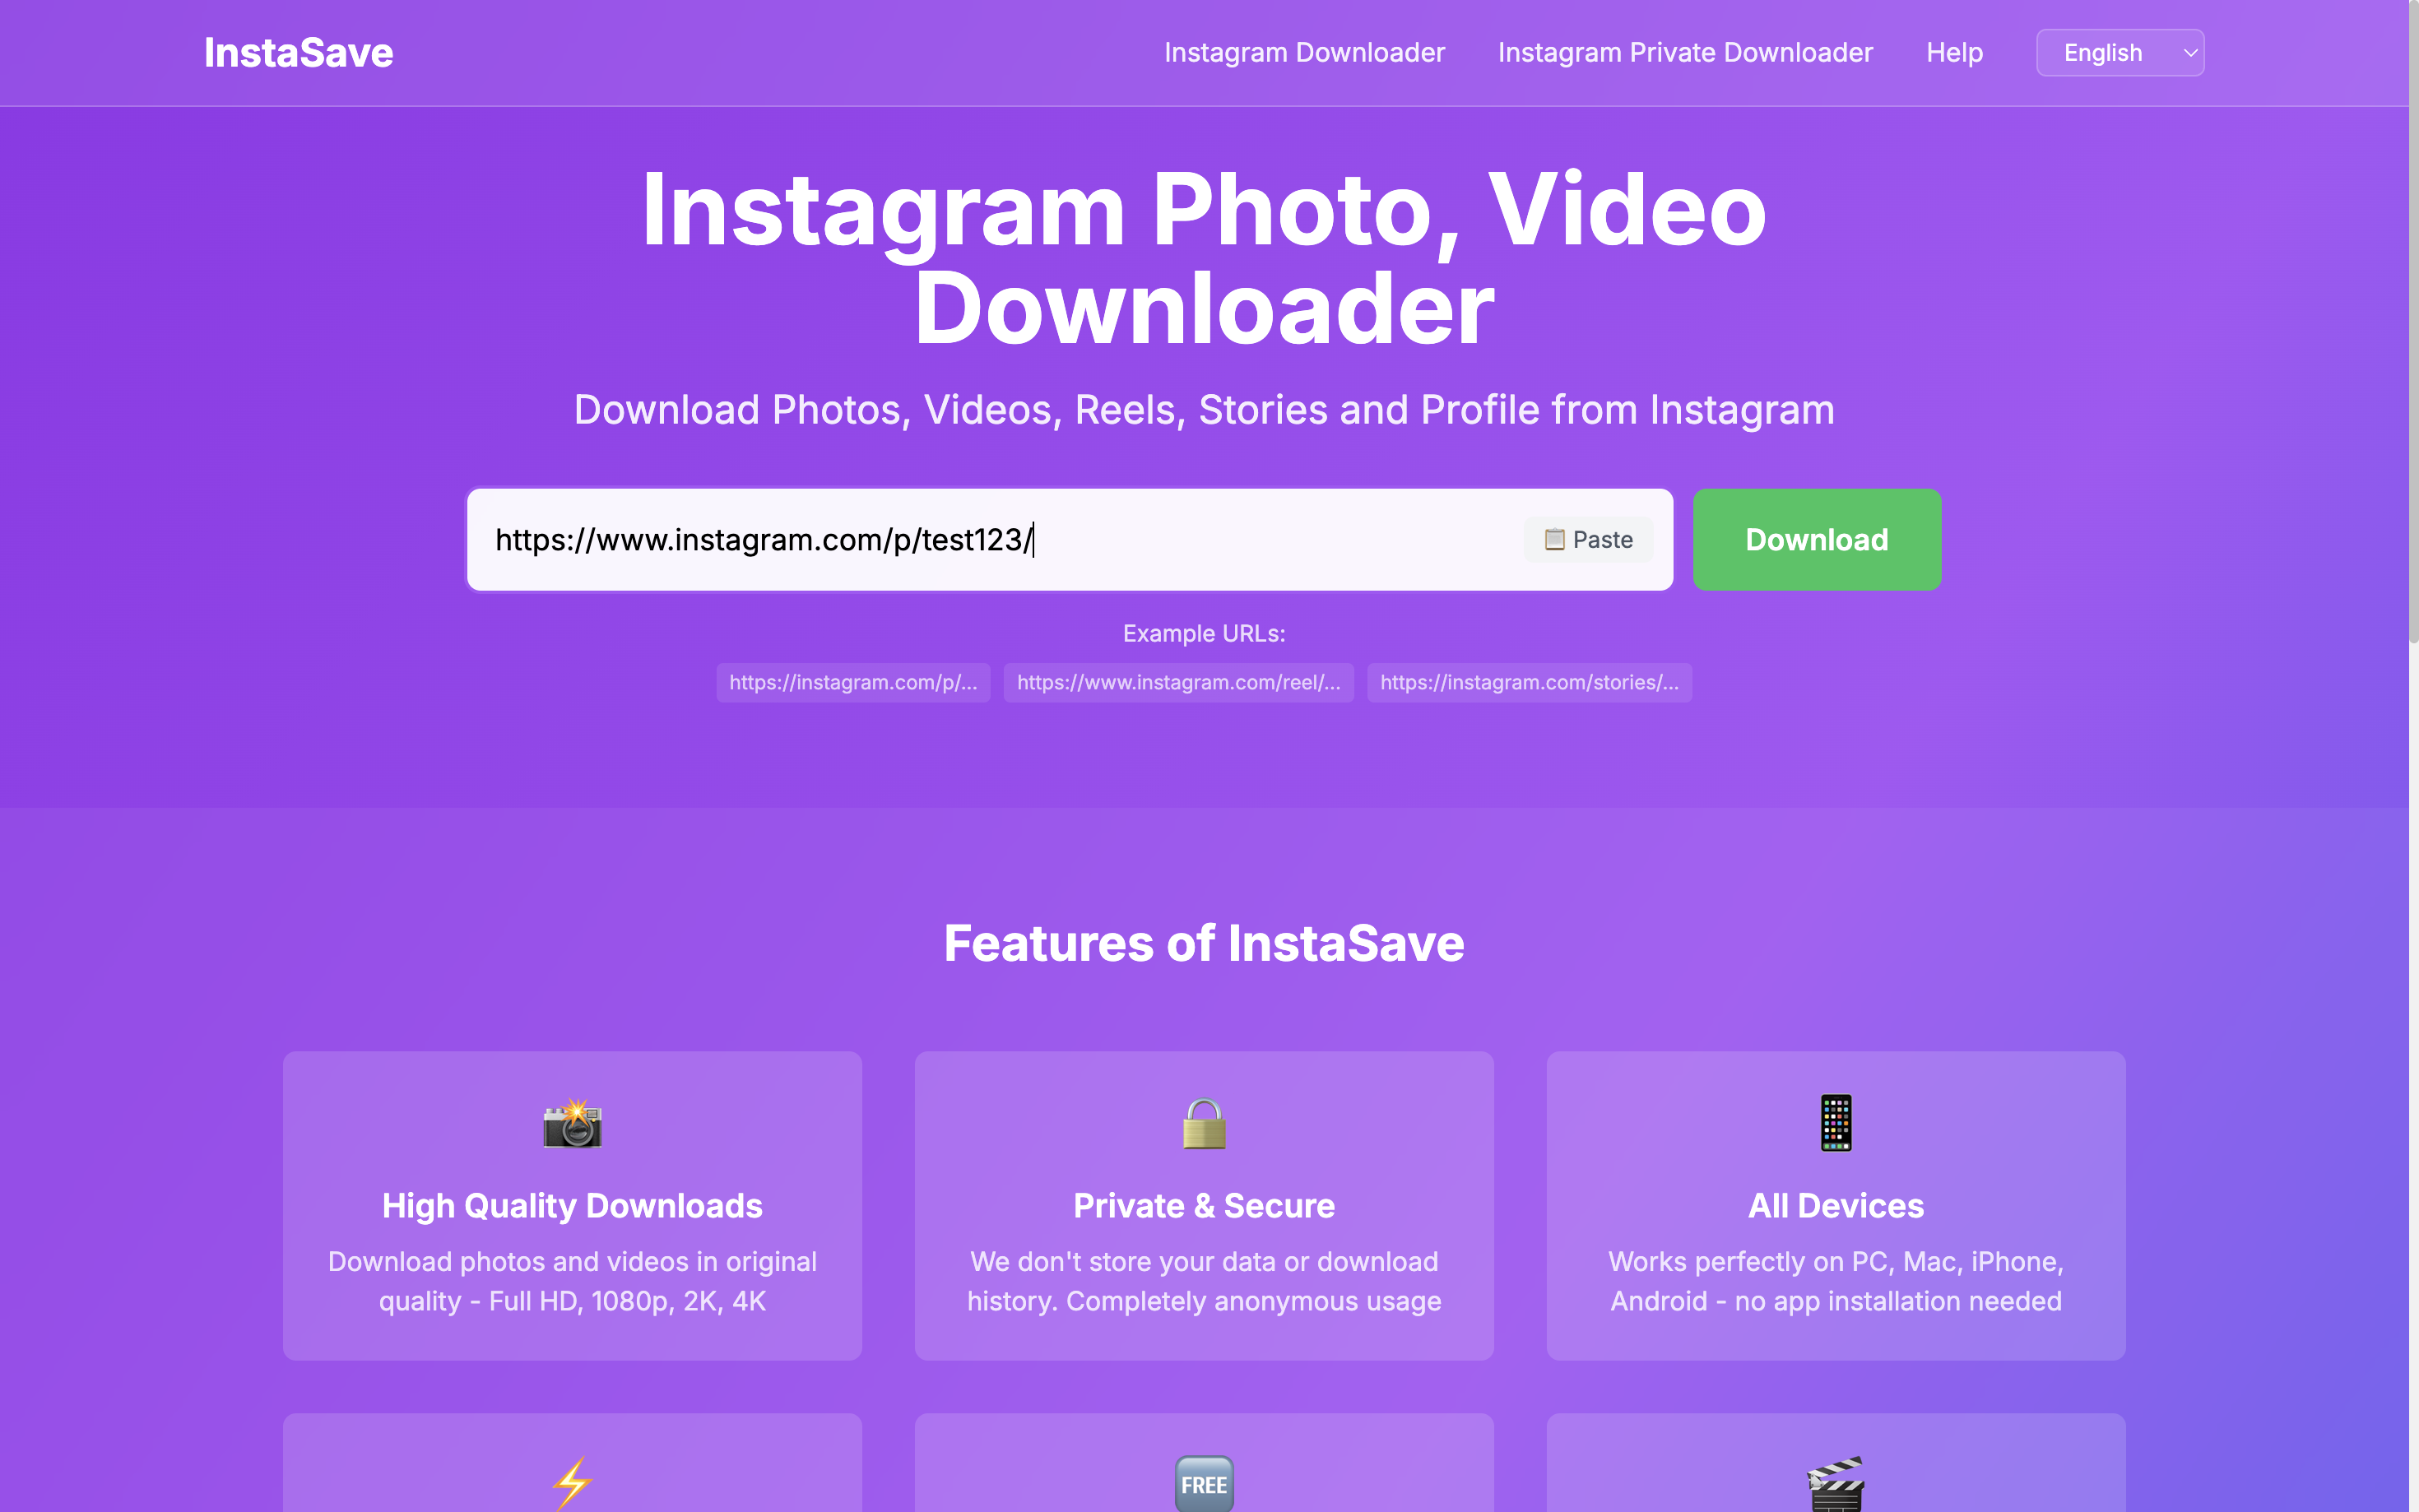 InstaSave
Instagram Downloader
Instagram Private Downloader
Help
English
Instagram Photo, Video
Downloader
Download Photos, Videos, Reels, Stories and Profile from Instagram
https://www.instagram.com/p/test123/
Paste
Download
Example URLs:
https://instagram.com/p/...
https://www.instagram.com/reel/...
https://instagram.com/stories/...
Features of InstaSave
High Quality Downloads
Download photos and videos in original
quality - Full HD, 1080p, 2K, 4K
Private & Secure
We don't store your data or download
history. Completely anonymous usage
All Devices
Works perfectly on PC, Mac, iPhone,
Android - no app installation needed
FREE